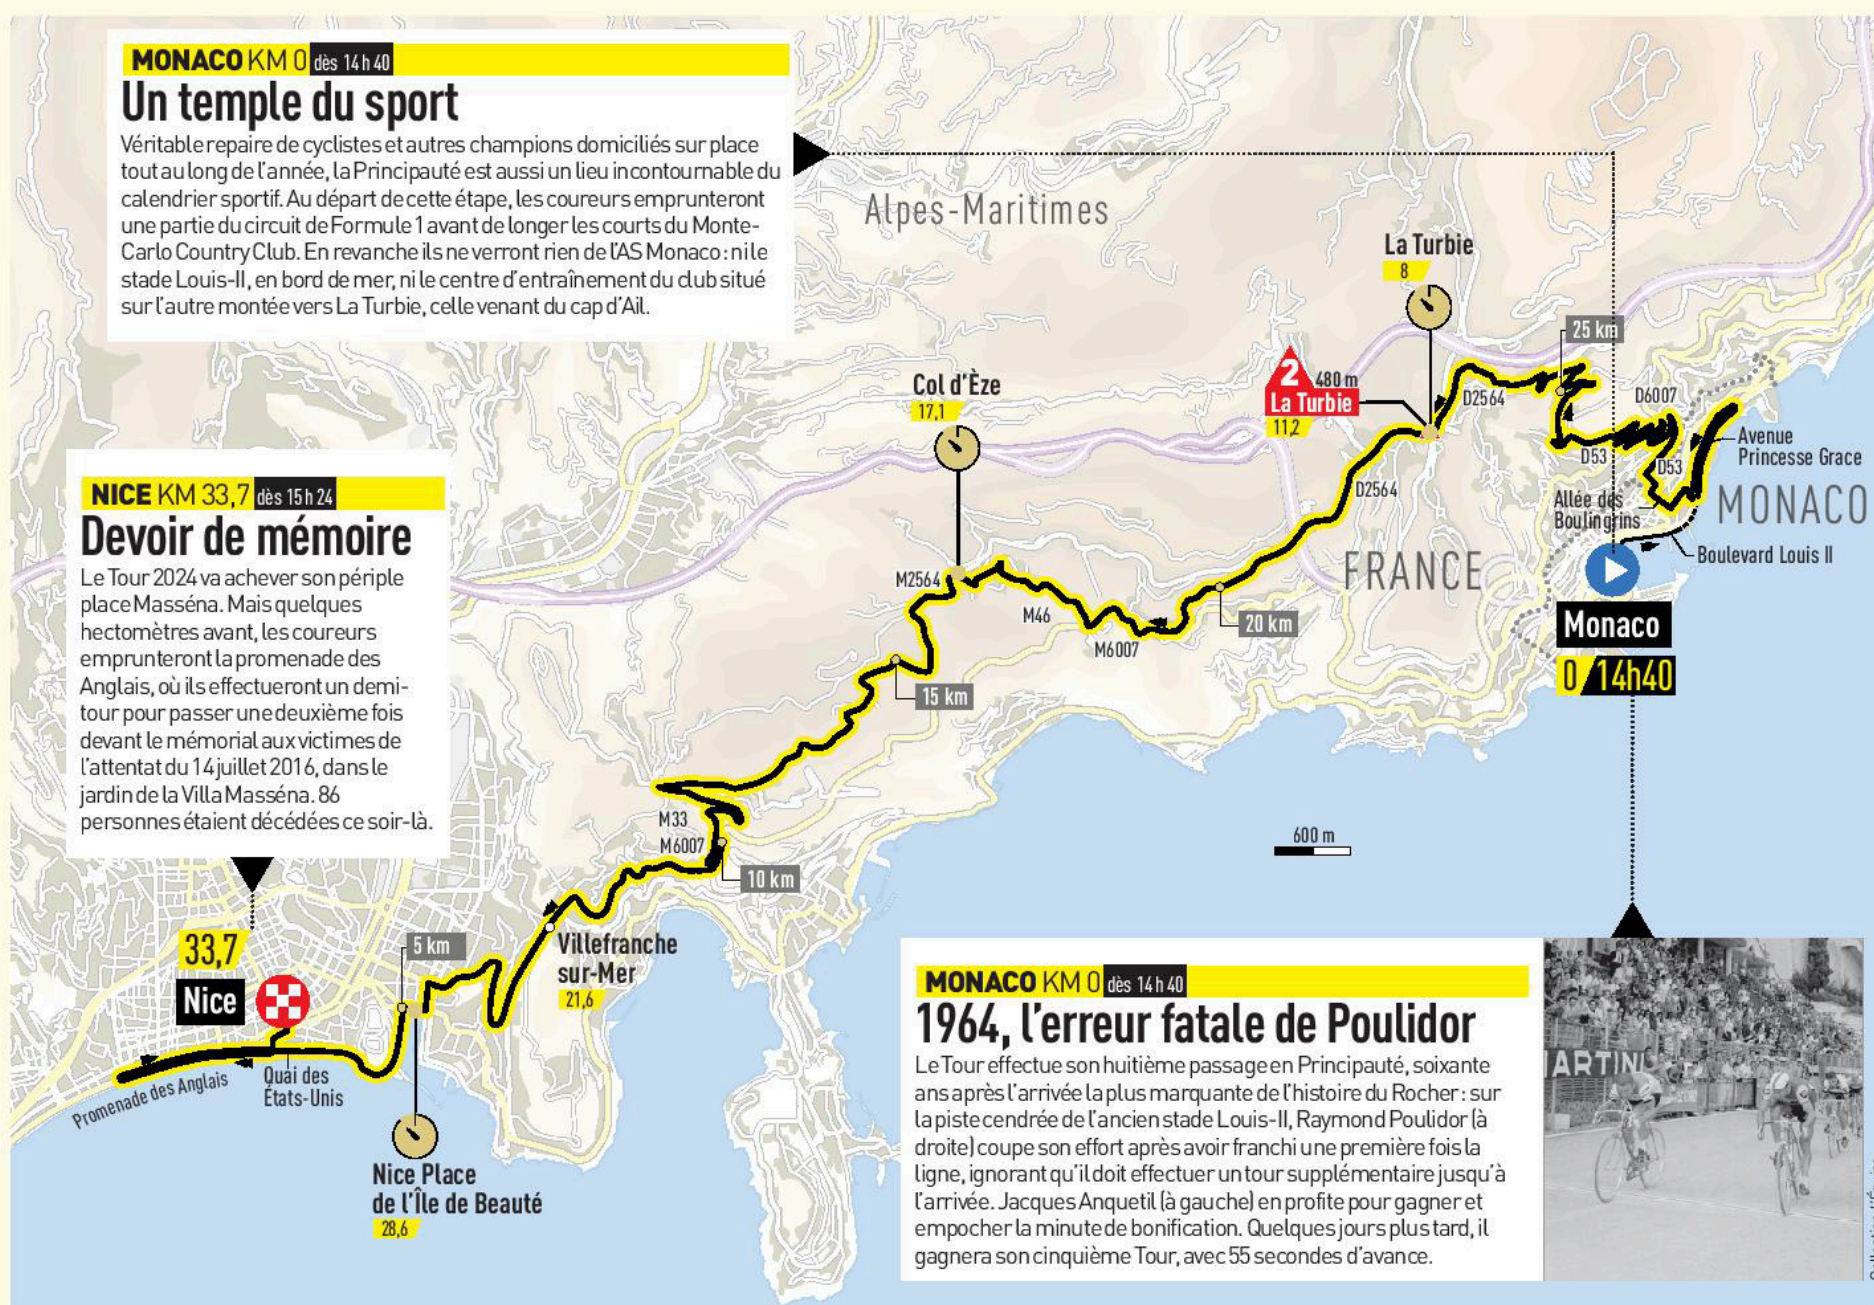 MONACO KM 0 dès 14 h 40
Un temple du sport
Véritable repaire de cyclistes et autres champions domiciliés sur place
tout au long de l'année, la Principauté est aussi un lieu incontournable du
calendrier sportif. Au départ de cette étape, les coureurs emprunteront
une partie du circuit de Formule 1 avant de longer les courts du Monte-
Carlo Country Club. En revanche ils ne verront rien de l'AS Monaco : ni le
stade Louis-II, en bord de mer, ni le centre d'entraînement du club situé
sur l'autre montée vers La Turbie, celle venant du cap d'Ail.
Alpes-Maritimes
La Turbie
8
25 km
2 480 m
La Turbie
11,2
Col d'Èze
17,1
D2564
D6007
Avenue
Princesse Grace
D53
D53
D2564
Allée des
Boulingrins
MONACO
Boulevard Louis II
FRANCE
Monaco
0 / 14h40
NICE KM 33,7 dès 15 h 24
Devoir de mémoire
Le Tour 2024 va achever son périple
place Masséna. Mais quelques
hectomètres avant, les coureurs
emprunteront la promenade des
Anglais, où ils effectueront un demi-
tour pour passer une deuxième fois
devant le mémorial aux victimes de
l'attentat du 14 juillet 2016, dans le
jardin de la Villa Masséna. 86
personnes étaient décédées ce soir-là.
M2564
M46
M6007
20 km
15 km
M33
M6007
10 km
600 m
5 km
Villefranche
sur-Mer
21,6
33,7
Nice
Promenade des Anglais
Quai des
États-Unis
Nice Place
de l'Île de Beauté
28,6
MONACO KM 0 dès 14 h 40
1964, l'erreur fatale de Poulidor
Le Tour effectue son huitième passage en Principauté, soixante
ans après l'arrivée la plus marquante de l'histoire du Rocher : sur
la piste cendrée de l'ancien stade Louis-II, Raymond Poulidor (à
droite) coupe son effort après avoir franchi une première fois la
ligne, ignorant qu'il doit effectuer un tour supplémentaire jusqu'à
l'arrivée. Jacques Anquetil (à gauche) en profite pour gagner et
empocher la minute de bonification. Quelques jours plus tard, il
gagnera son cinquième Tour, avec 55 secondes d'avance.
ARTINI